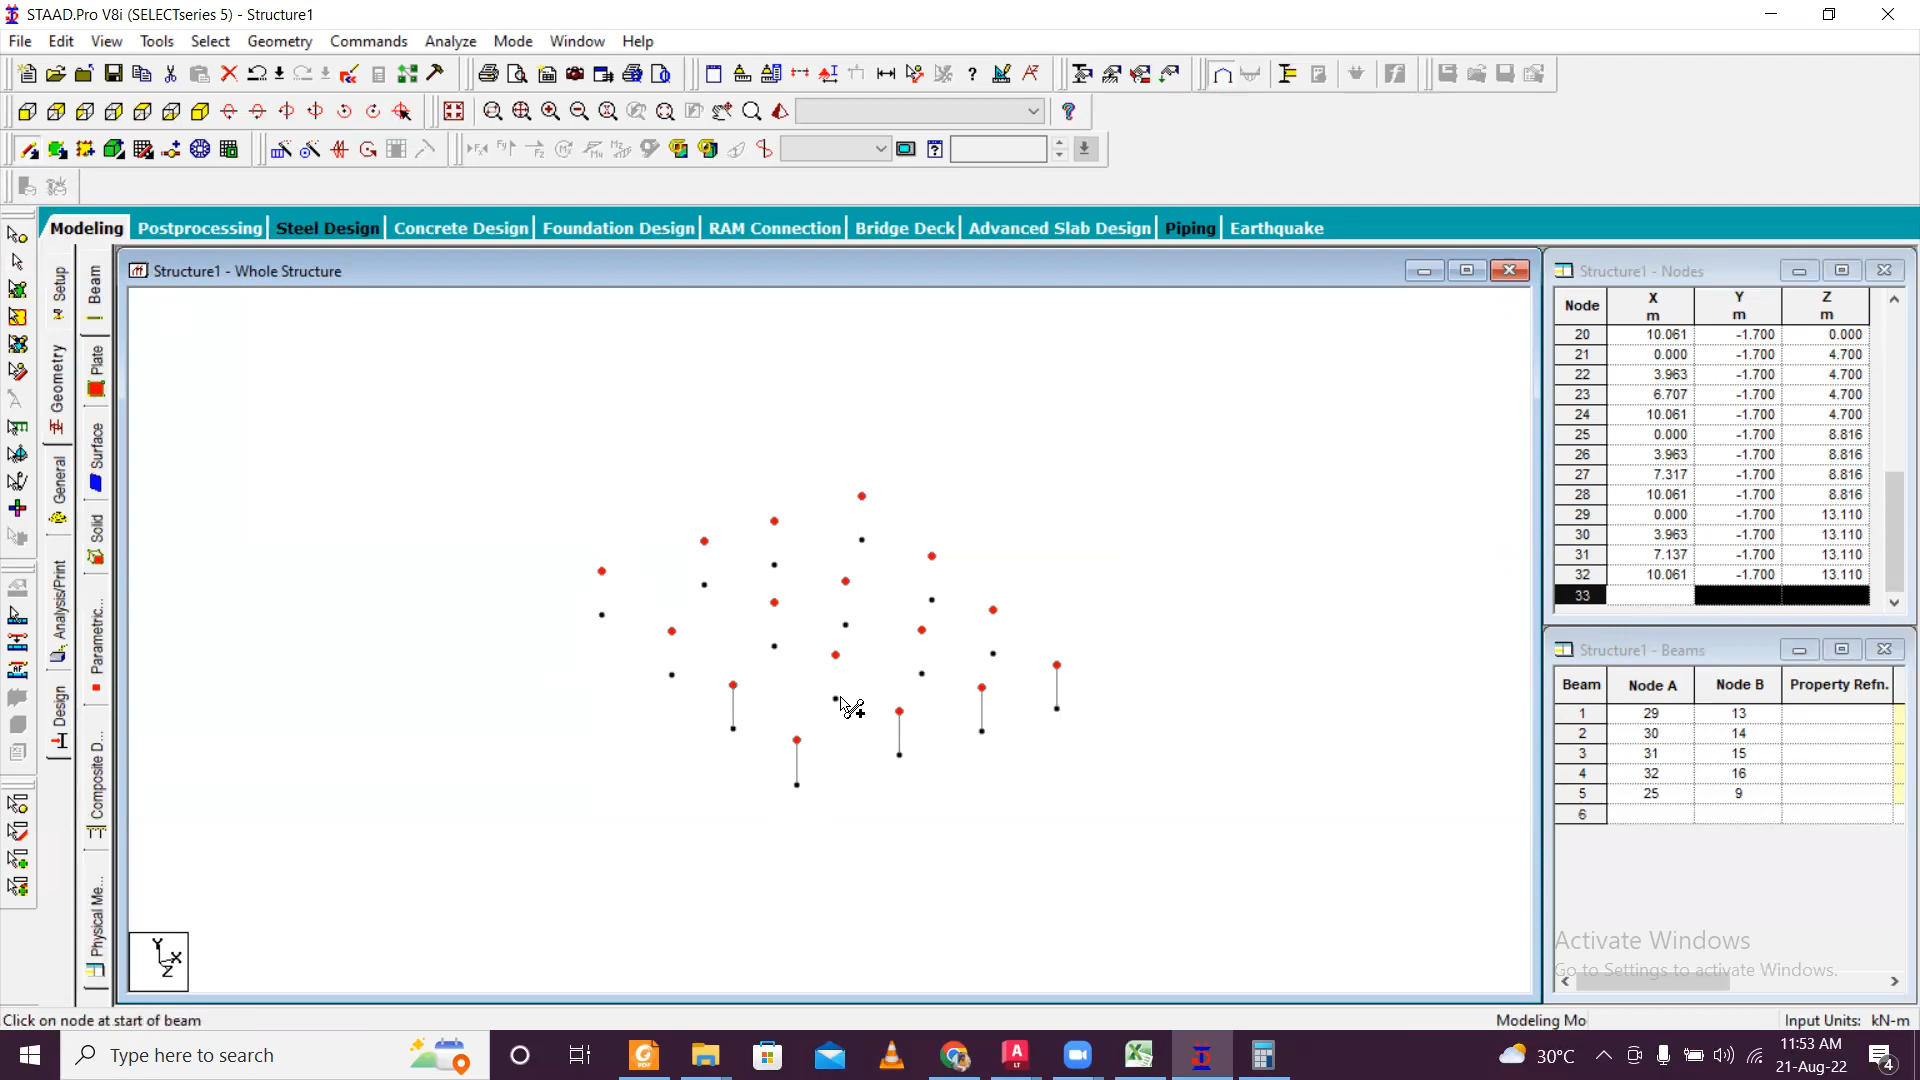 STAAD.Pro V8i (SELECTseries 5) - Structure1
File Edit View Tools Select Geometry Commands Analyze Mode Window Help
Modeling Postprocessing Steel Design Concrete Design Foundation Design RAM Connection Bridge Deck Advanced Slab Design Piping Earthquake
Setup
Geometry
General
Analysis/Print
Design
Beam
Plate
Surface
Solid
Parametric...
Composite D...
Physical Me...
Structure1 - Whole Structure
Y
X
Z
Structure1 - Nodes
Node X m Y m Z m
20 10.061 -1.700 0.000
21 0.000 -1.700 4.700
22 3.963 -1.700 4.700
23 6.707 -1.700 4.700
24 10.061 -1.700 4.700
25 0.000 -1.700 8.816
26 3.963 -1.700 8.816
27 7.317 -1.700 8.816
28 10.061 -1.700 8.816
29 0.000 -1.700 13.110
30 3.963 -1.700 13.110
31 7.137 -1.700 13.110
32 10.061 -1.700 13.110
33
Structure1 - Beams
Beam Node A Node B Property Refn.
1 29 13
2 30 14
3 31 15
4 32 16
5 25 9
6
Activate Windows
Go to Settings to activate Windows.
Click on node at start of beam
Modeling Mo
Input Units: kN-m
Type here to search
30°C
11:53 AM
21-Aug-22
4